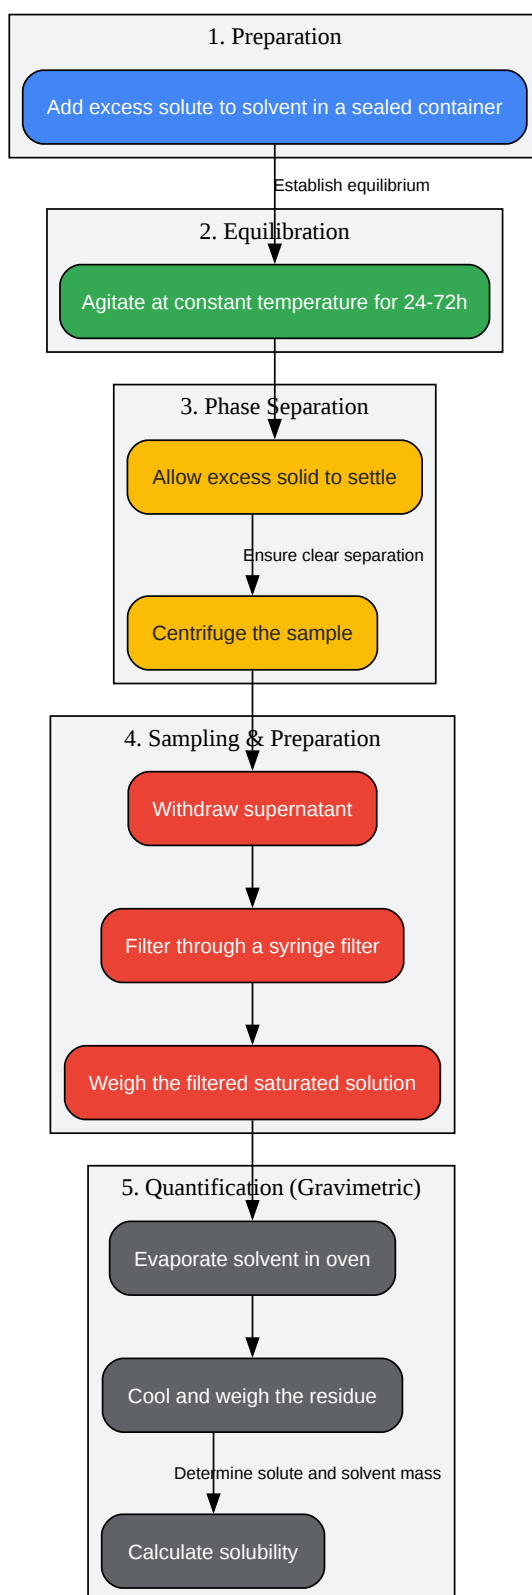 1. Preparation
Add excess solute to solvent in a sealed container
Establish equilibrium
2. Equilibration
Agitate at constant temperature for 24-72h
3. Phase Separation
Allow excess solid to settle
Ensure clear separation
Centrifuge the sample
4. Sampling & Preparation
Withdraw supernatant
Filter through a syringe filter
Weigh the filtered saturated solution
5. Quantification (Gravimetric)
Evaporate solvent in oven
Cool and weigh the residue
Determine solute and solvent mass
Calculate solubility